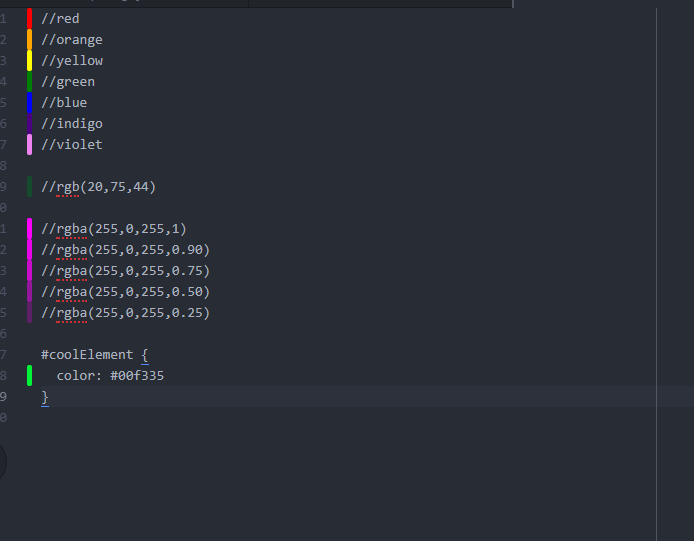 1 //red
2 //orange
3 //yellow
4 //green
5 //blue
6 //indigo
7 //violet
8
9 //rgb(20,75,44)
0
1 //rgba(255,0,255,1)
2 //rgba(255,0,255,0.90)
3 //rgba(255,0,255,0.75)
4 //rgba(255,0,255,0.50)
5 //rgba(255,0,255,0.25)
6
7 #coolElement {
8 color: #00f335
9 }
0